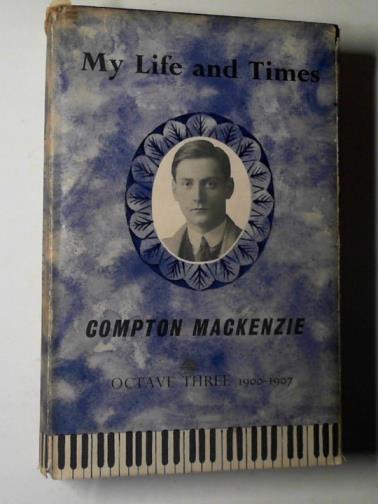 My Life and Times
COMPTON MACKENZIE
OCTAVE THREE 1900-1907